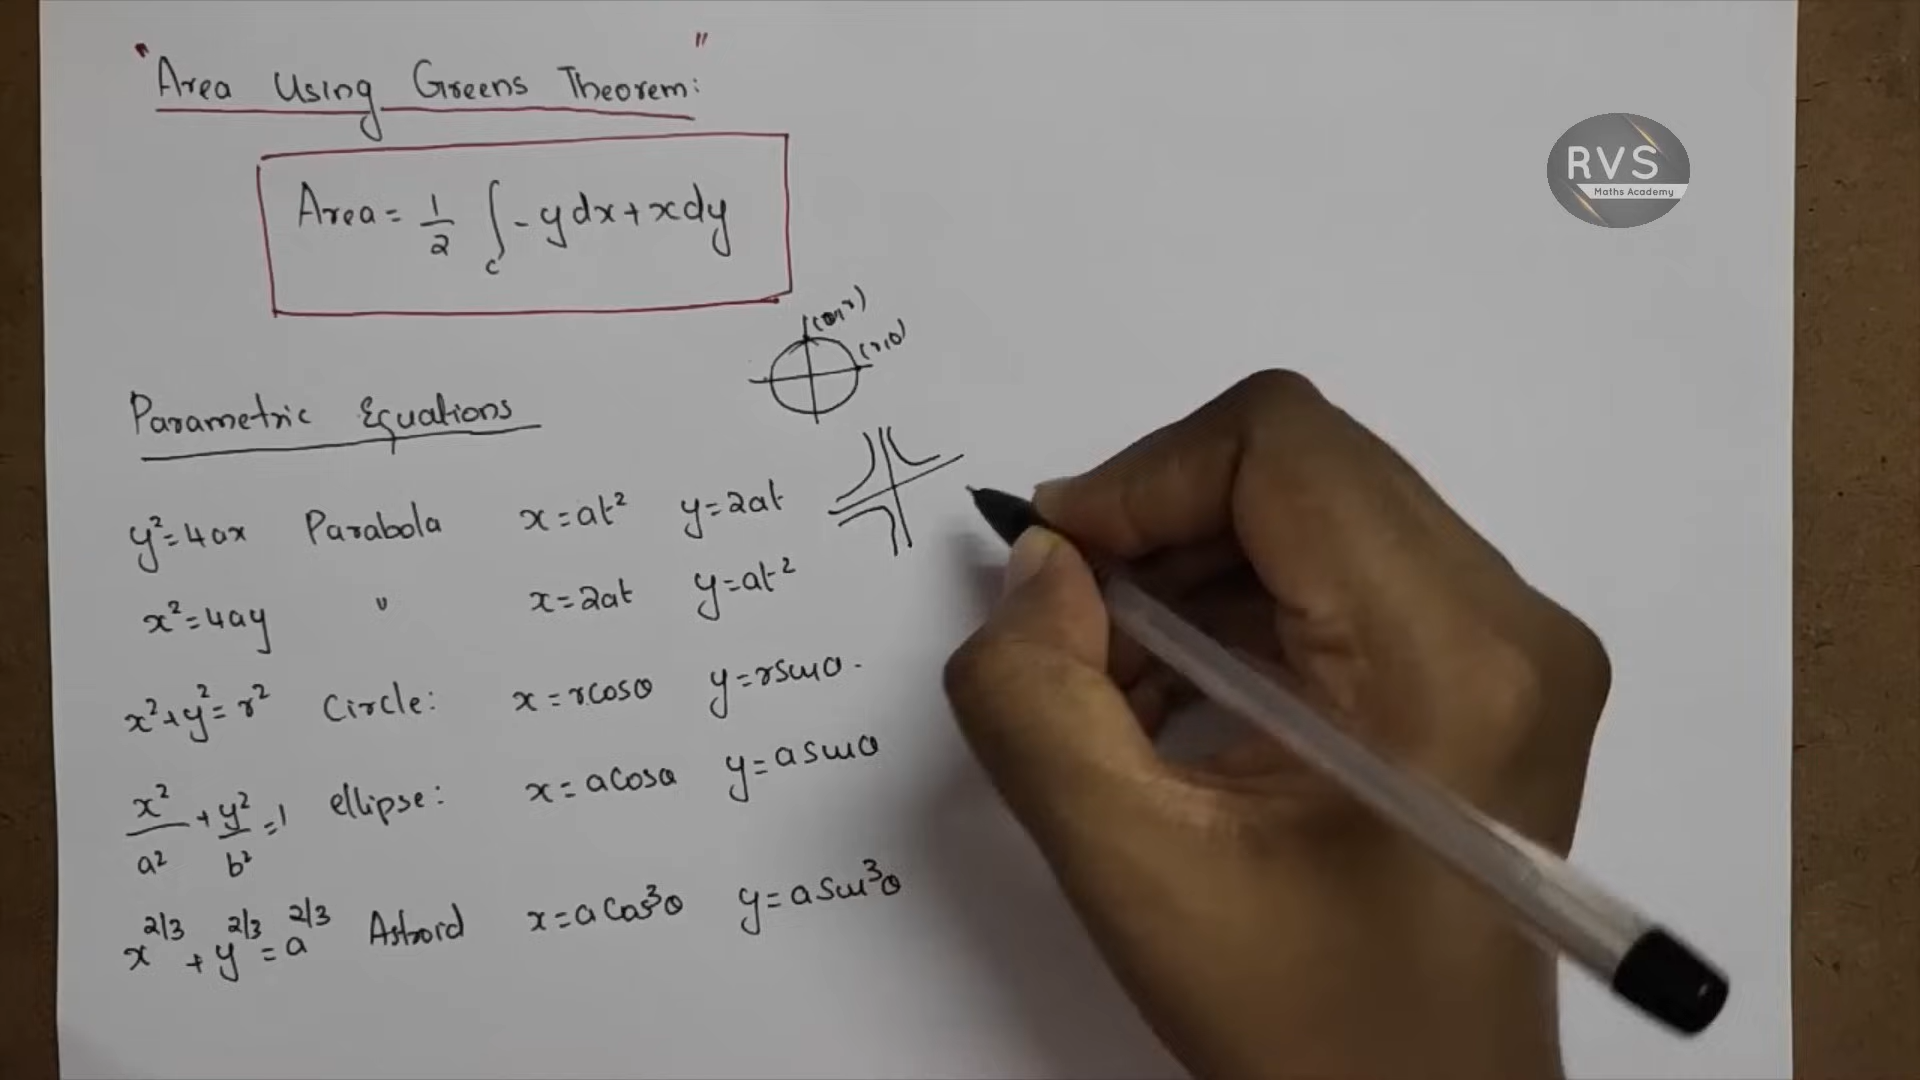 "Area Using Greens Theorem:"
Area = 1/2 ∫c -ydx+xdy
(0,r)
(r,0)
Parametric Equations
y²=4ax Parabola x=at² y=2at
x²=4ay " x=2at y=at²
x²+y²=r² Circle: x=rcosθ y=rsinθ.
x²/a² + y²/b² =1 ellipse: x=acosθ y=asinθ
x^2/3 + y^2/3 = a^2/3 Astroid x=a cos³θ y=a sin³θ
RVS
Maths Academy